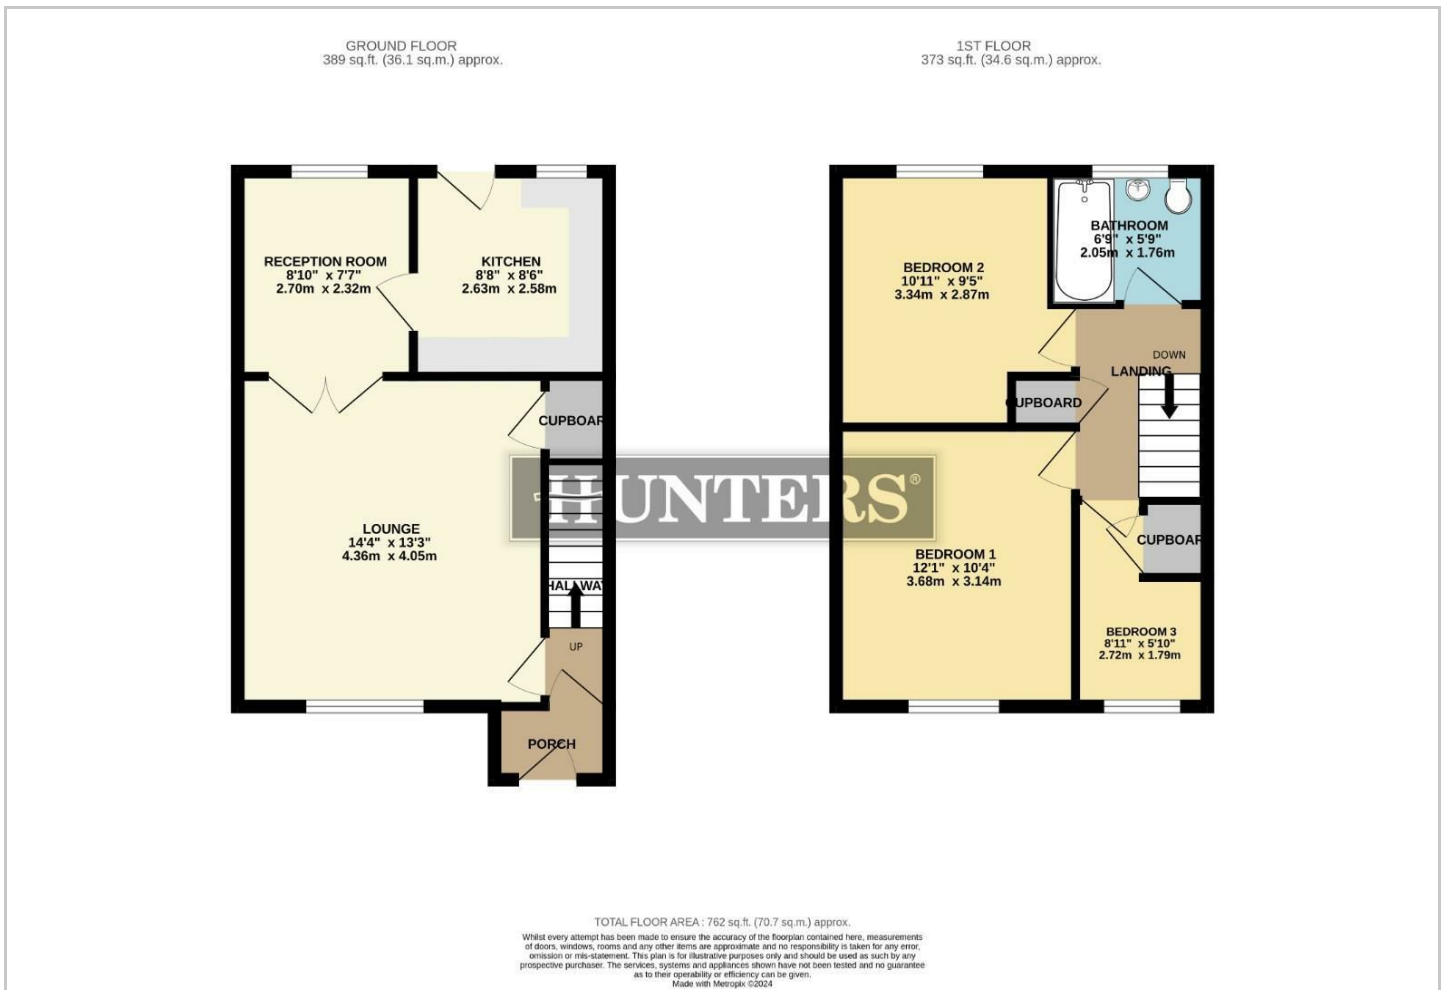 GROUND FLOOR
389 sq.ft. (36.1 sq.m.) approx.
1ST FLOOR
373 sq.ft. (34.6 sq.m.) approx.
RECEPTION ROOM
8'10" x 7'7"
2.70m x 2.32m
KITCHEN
8'8" x 8'6"
2.63m x 2.58m
CUPBOAR
LOUNGE
14'4" x 13'3"
4.36m x 4.05m
HALLWAY
UP
PORCH
BATHROOM
6'9" x 5'9"
2.05m x 1.76m
BEDROOM 2
10'11" x 9'5"
3.34m x 2.87m
DOWN
LANDING
CUPBOARD
BEDROOM 1
12'1" x 10'4"
3.68m x 3.14m
CUPBOAR
BEDROOM 3
8'11" x 5'10"
2.72m x 1.79m
HUNTERS®
TOTAL FLOOR AREA : 762 sq.ft. (70.7 sq.m.) approx.
Whilst every attempt has been made to ensure the accuracy of the floorplan contained here, measurements
of doors, windows, rooms and any other items are approximate and no responsibility is taken for any error,
omission or mis-statement. This plan is for illustrative purposes only and should be used as such by any
prospective purchaser. The services, systems and appliances shown have not been tested and no guarantee
as to their operability or efficiency can be given.
Made with Metropix ©2024